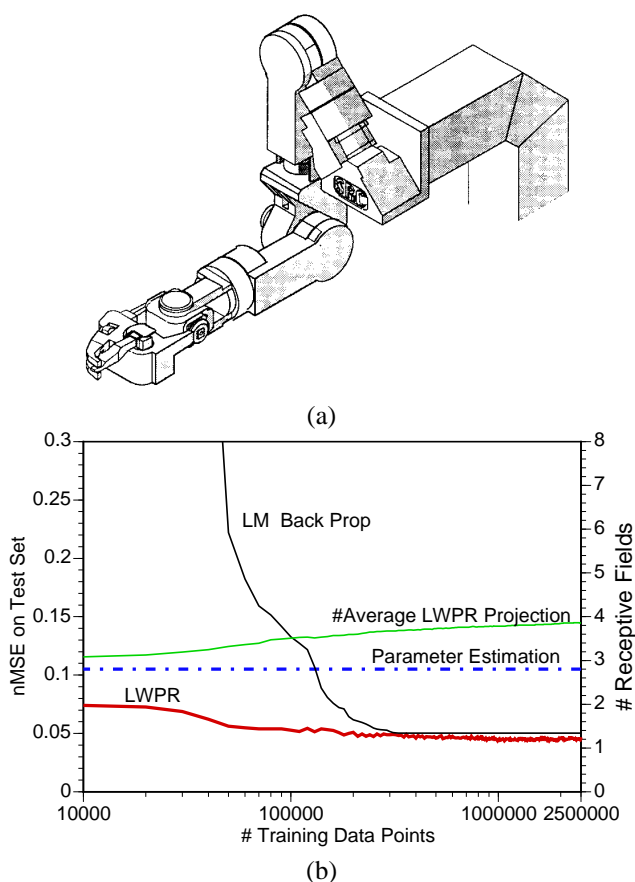 SRC
B
(a)
nMSE on Test Set
0.3
0.25
0.2
0.15
0.1
0.05
0
LM Back Prop
#Average LWPR Projection
Parameter Estimation
LWPR
8
7
6
5
4
3
2
1
0
# Receptive Fields
10000
100000
1000000
2500000
# Training Data Points
(b)